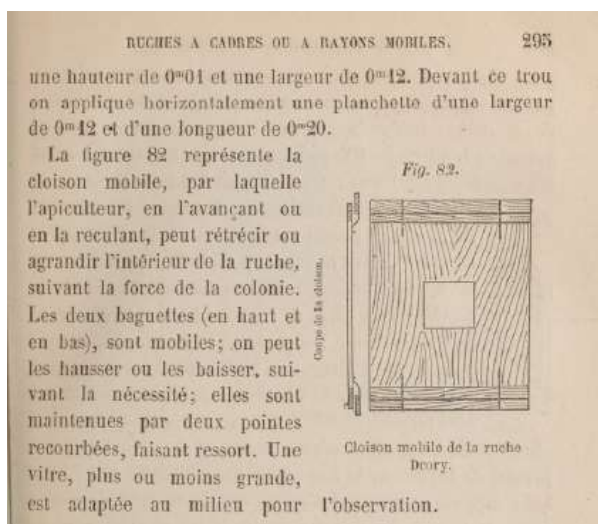 RUCHES A CADRES OU A RAYONS MOBILES. 295
une hauteur de 0m01 et une largeur de 0m12. Devant ce trou
on applique horizontalement une planchette d'une largeur
de 0m12 et d'une longueur de 0m20.
La figure 82 représente la
cloison mobile, par laquelle
l'apiculteur, en l'avançant ou
en la reculant, peut rétrécir ou
agrandir l'intérieur de la ruche,
suivant la force de la colonie.
Les deux baguettes (en haut et
en bas), sont mobiles; on peut
les hausser ou les baisser, sui-
vant la nécessité; elles sont
maintenues par deux pointes
recourbées, faisant ressort. Une
vitre, plus ou moins grande,
est adaptée au milieu pour l'observation.
Fig. 82.
Coupe de la cloison.
Cloison mobile de la ruche
Drory.